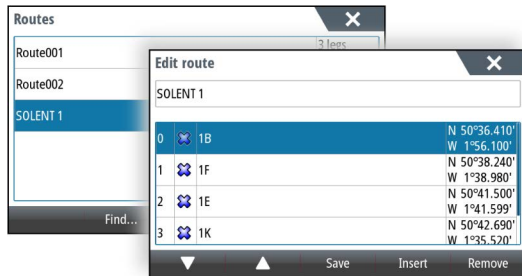 Routes
Route001
3 legs
Route002
SOLENT 1
Find...
Edit route
SOLENT 1
0 1B N 50°36.410'
W 1°56.100'
1 1F N 50°38.240'
W 1°38.980'
2 1E N 50°41.500'
W 1°41.599'
3 1K N 50°42.690'
W 1°35.520'
Save Insert Remove